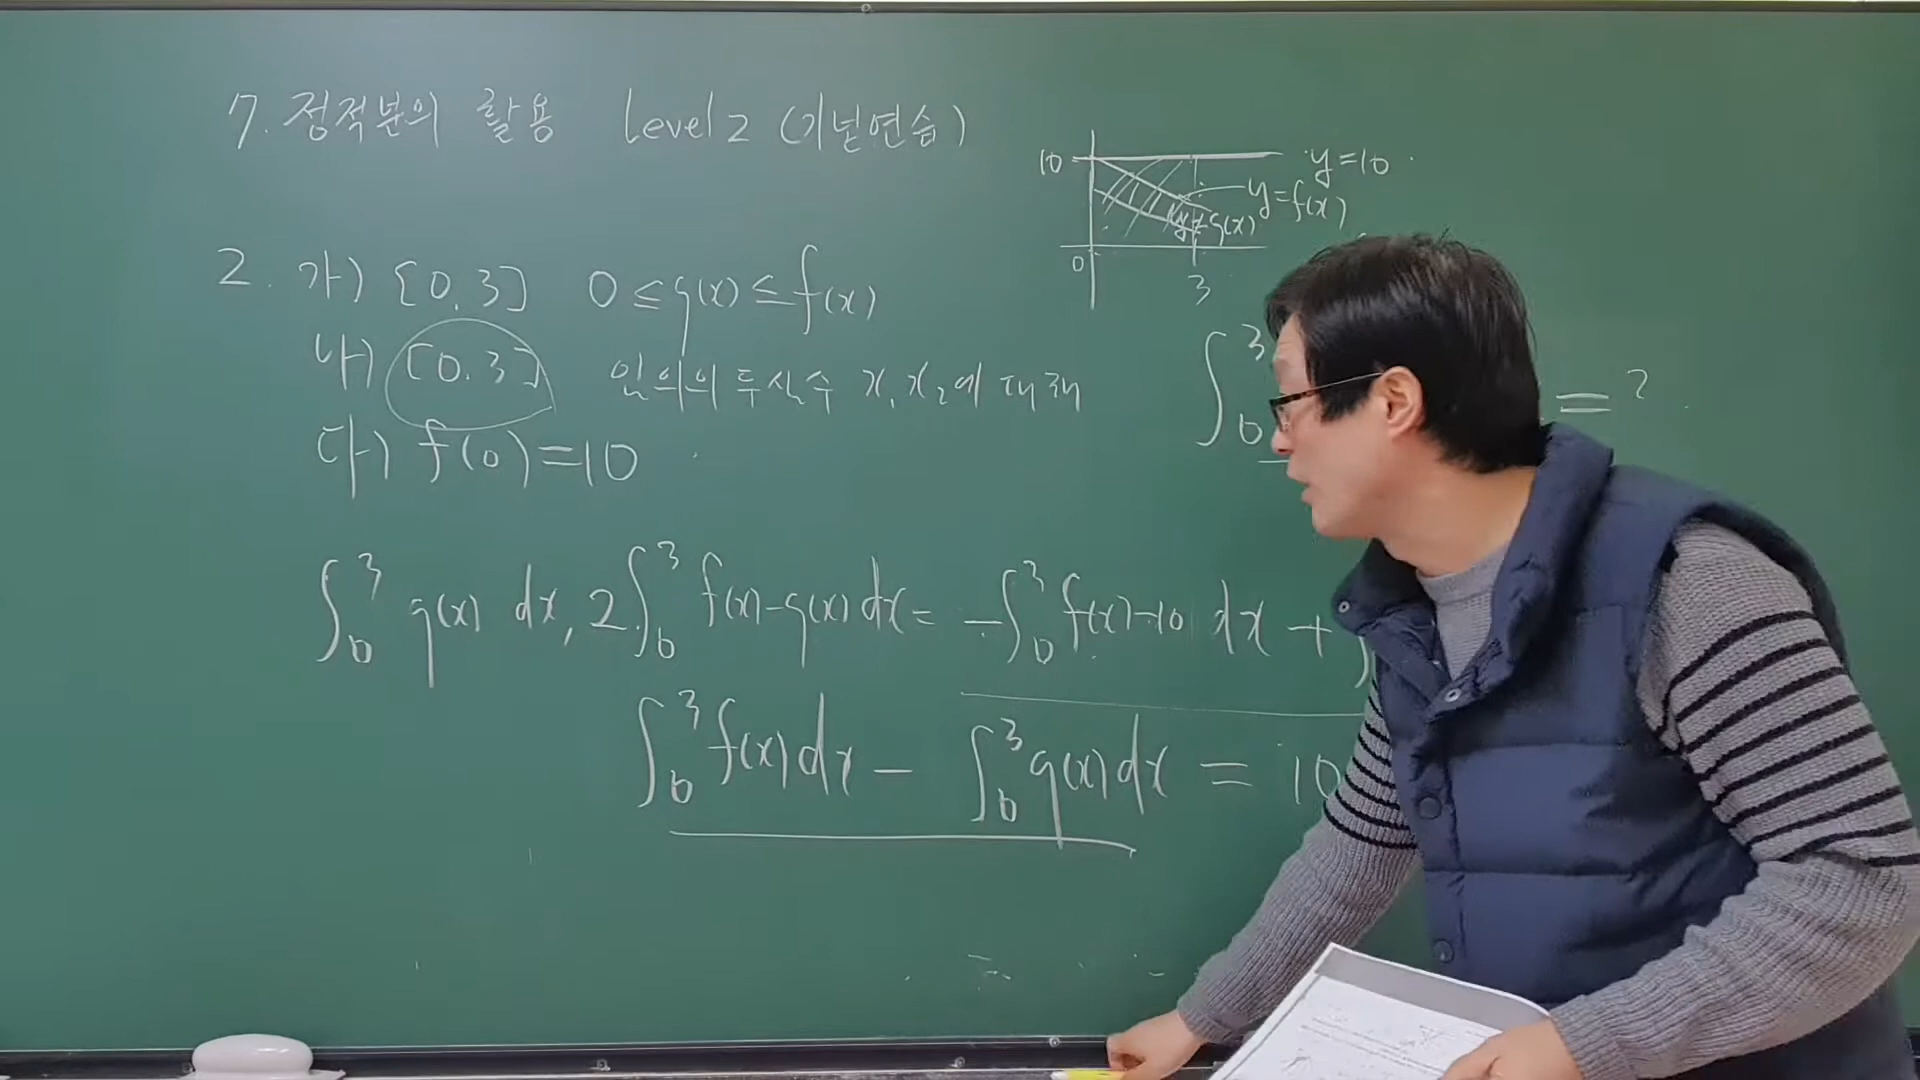 7. 정적분의 활용 Level 2 (기본연습)
10 y=10
y=f(x)
y=g(x)
0 3
2. 가) [0.3] 0≤g(x)≤f(x)
나) [0.3] 임의의 두실수 x₁ x₂에 대해
다) f(0)=10
∫₀³ = ?
∫₀³ g(x) dx, 2∫₀³ f(x)-g(x) dx = -∫₀³ f(x)-10 dx + ∫
∫₀³ f(x)dx - ∫₀³ g(x)dx = 10